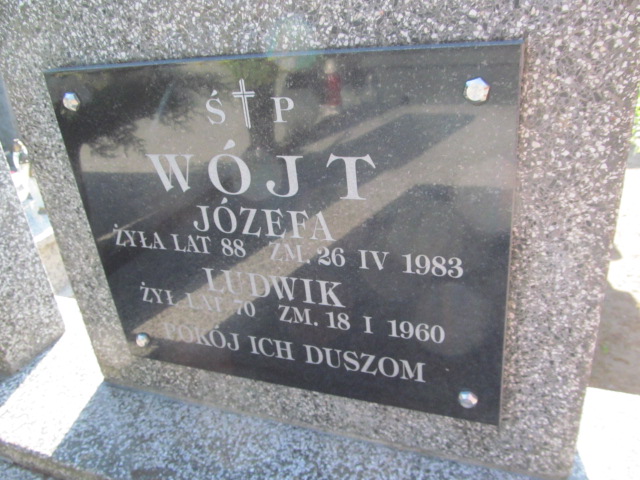 Ś P
WÓJT
JÓZEFA
ŻYŁA LAT 88 ZM. 26 IV 1983
LUDWIK
ŻYŁ LAT 70 ZM. 18 I 1960
POKÓJ ICH DUSZOM